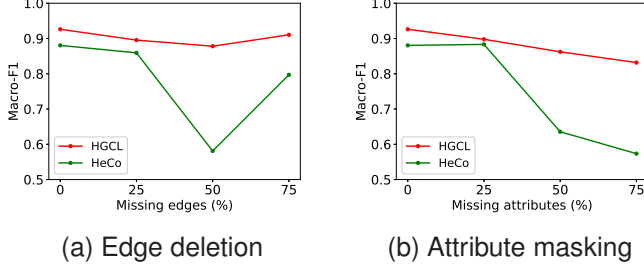 1.0
0.9
0.8
0.7
0.6
0.5
Macro-F1
HGCL
HeCo
0 25 50 75
Missing edges (%)
(a) Edge deletion
1.0
0.9
0.8
0.7
0.6
0.5
Macro-F1
HGCL
HeCo
0 25 50 75
Missing attributes (%)
(b) Attribute masking